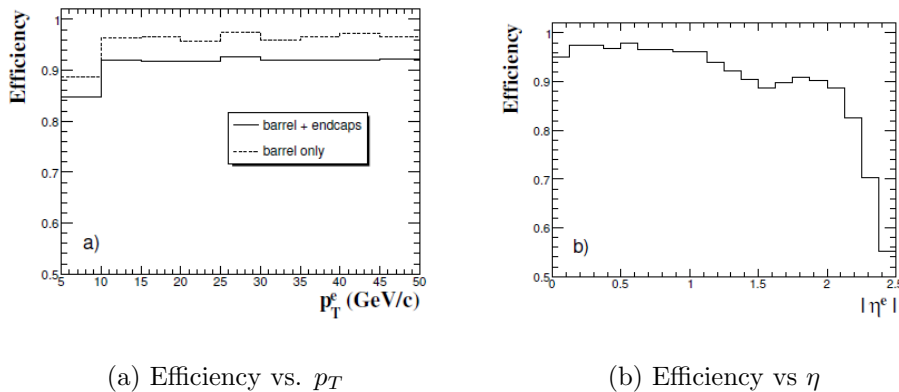 Efficiency
1
0.9
0.8
0.7
0.6
0.5
barrel + endcaps
barrel only
a)
5 10 15 20 25 30 35 40 45 50
p_T^e (GeV/c)
Efficiency
1
0.9
0.8
0.7
0.6
0.5
b)
0 0.5 1 1.5 2 2.5
| η^e |
(a) Efficiency vs. p_T
(b) Efficiency vs η